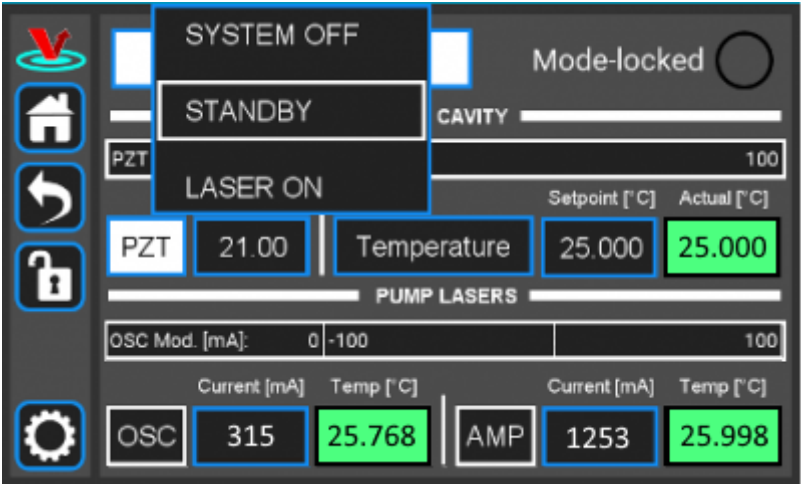 SYSTEM OFF
STANDBY
LASER ON
Mode-locked
CAVITY
PZT
100
Setpoint [°C] Actual [°C]
PZT 21.00 Temperature 25.000 25.000
PUMP LASERS
OSC Mod. [mA]: 0 -100 100
Current [mA] Temp [°C] Current [mA] Temp [°C]
OSC 315 25.768 AMP 1253 25.998